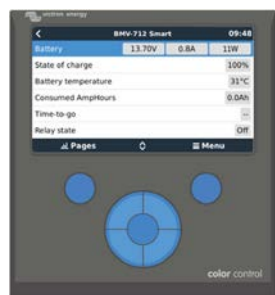 victron energy
BMV-712 Smart 09:48
Battery 13.70V 0.8A 11W
State of charge 100%
Battery temperature 31°C
Consumed AmpHours 0.0Ah
Time-to-go --
Relay state Off
Pages Menu
color control